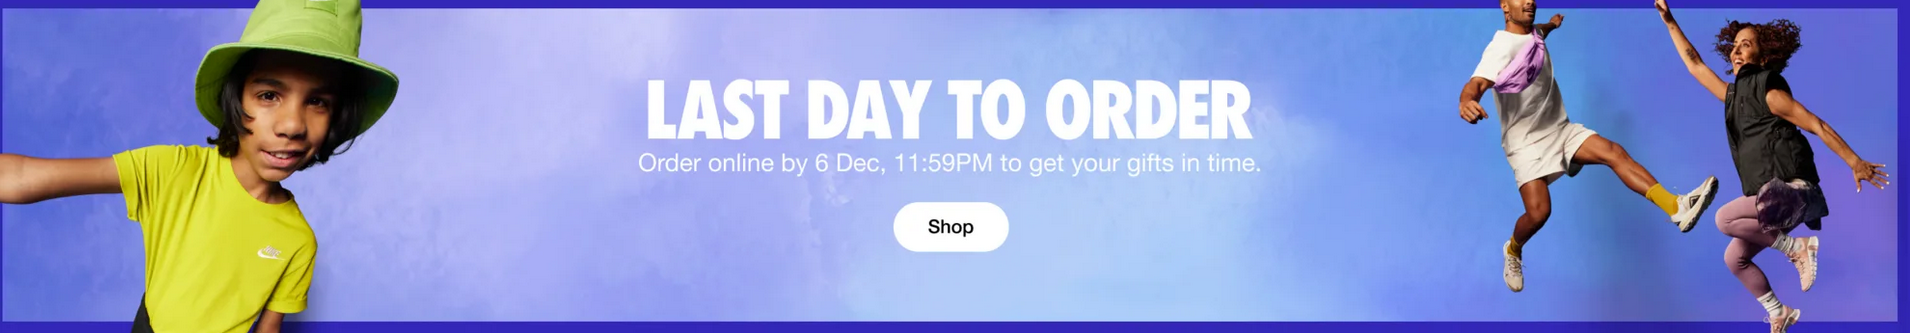 LAST DAY TO ORDER
Order online by 6 Dec, 11:59PM to get your gifts in time.
Shop